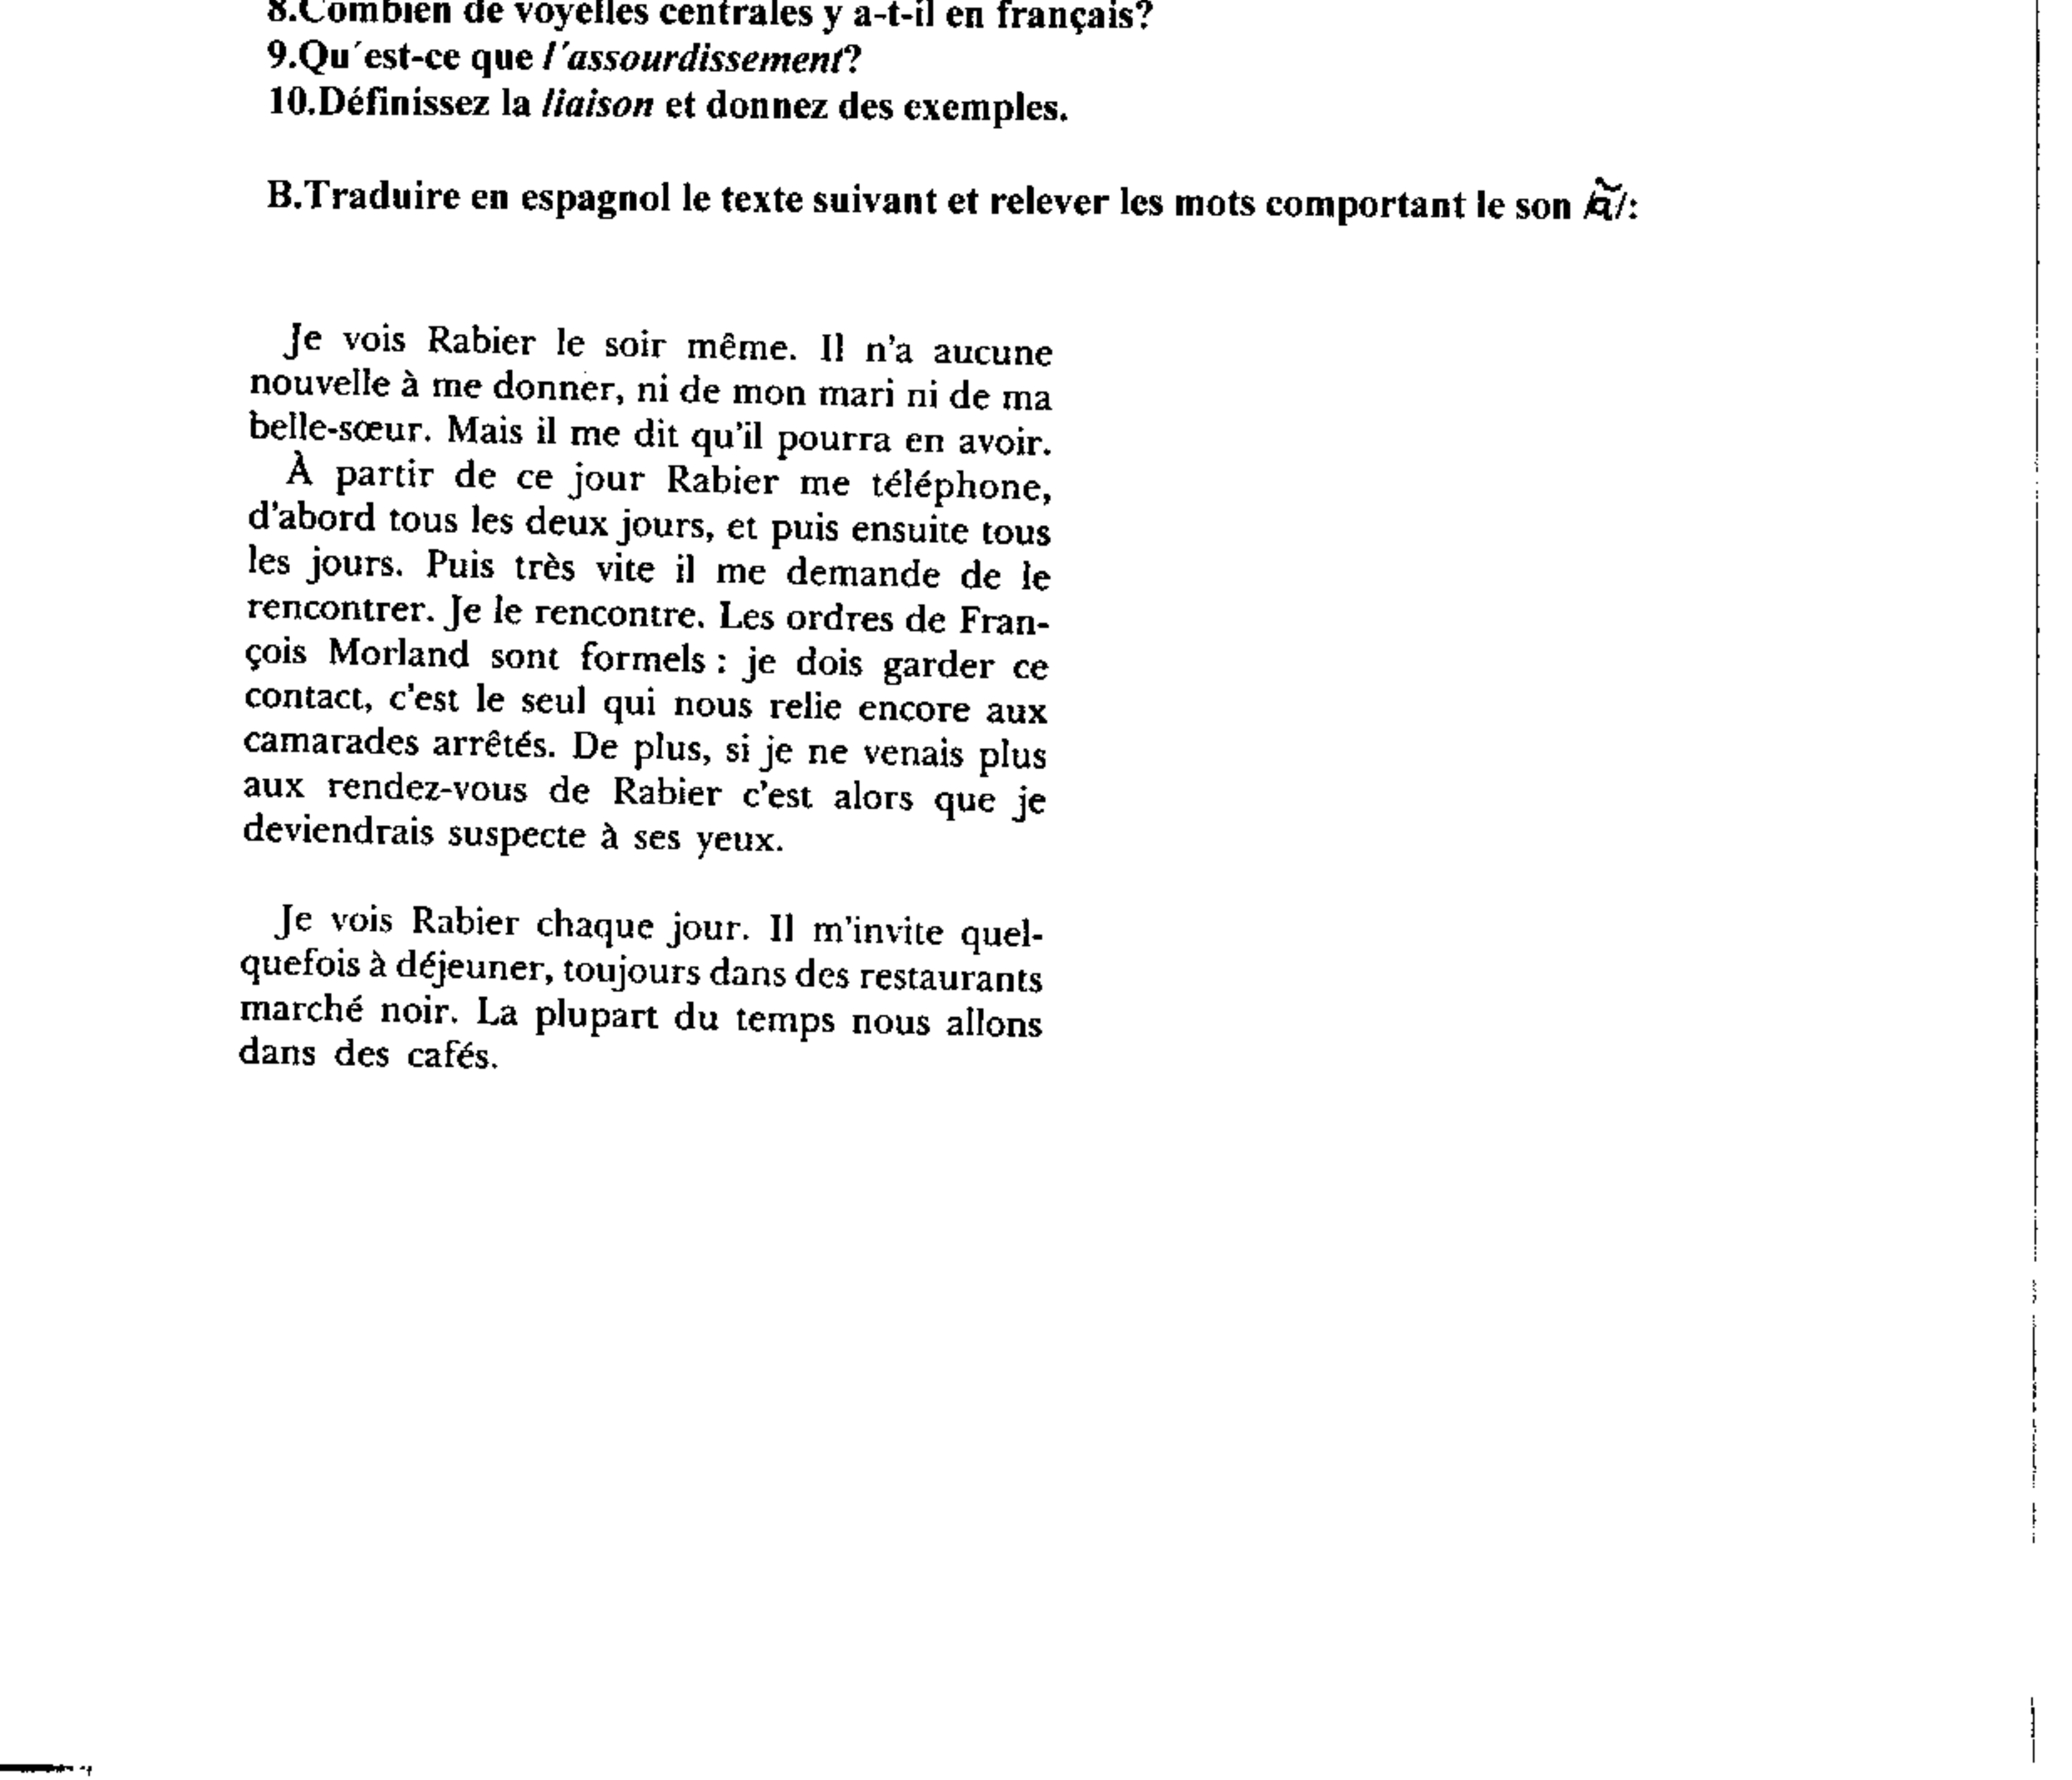 8.Combien de voyelles centrales y a-t-il en français?
9.Qu´est-ce que l´assourdissement?
10.Définissez la liaison et donnez des exemples.
B.Traduire en espagnol le texte suivant et relever les mots comportant le son /ɑ̃/:
Je vois Rabier le soir même. Il n'a aucune
nouvelle à me donner, ni de mon mari ni de ma
belle-sœur. Mais il me dit qu'il pourra en avoir.
À partir de ce jour Rabier me téléphone,
d'abord tous les deux jours, et puis ensuite tous
les jours. Puis très vite il me demande de le
rencontrer. Je le rencontre. Les ordres de Fran-
çois Morland sont formels : je dois garder ce
contact, c'est le seul qui nous relie encore aux
camarades arrêtés. De plus, si je ne venais plus
aux rendez-vous de Rabier c'est alors que je
deviendrais suspecte à ses yeux.
Je vois Rabier chaque jour. Il m'invite quel-
quefois à déjeuner, toujours dans des restaurants
marché noir. La plupart du temps nous allons
dans des cafés.